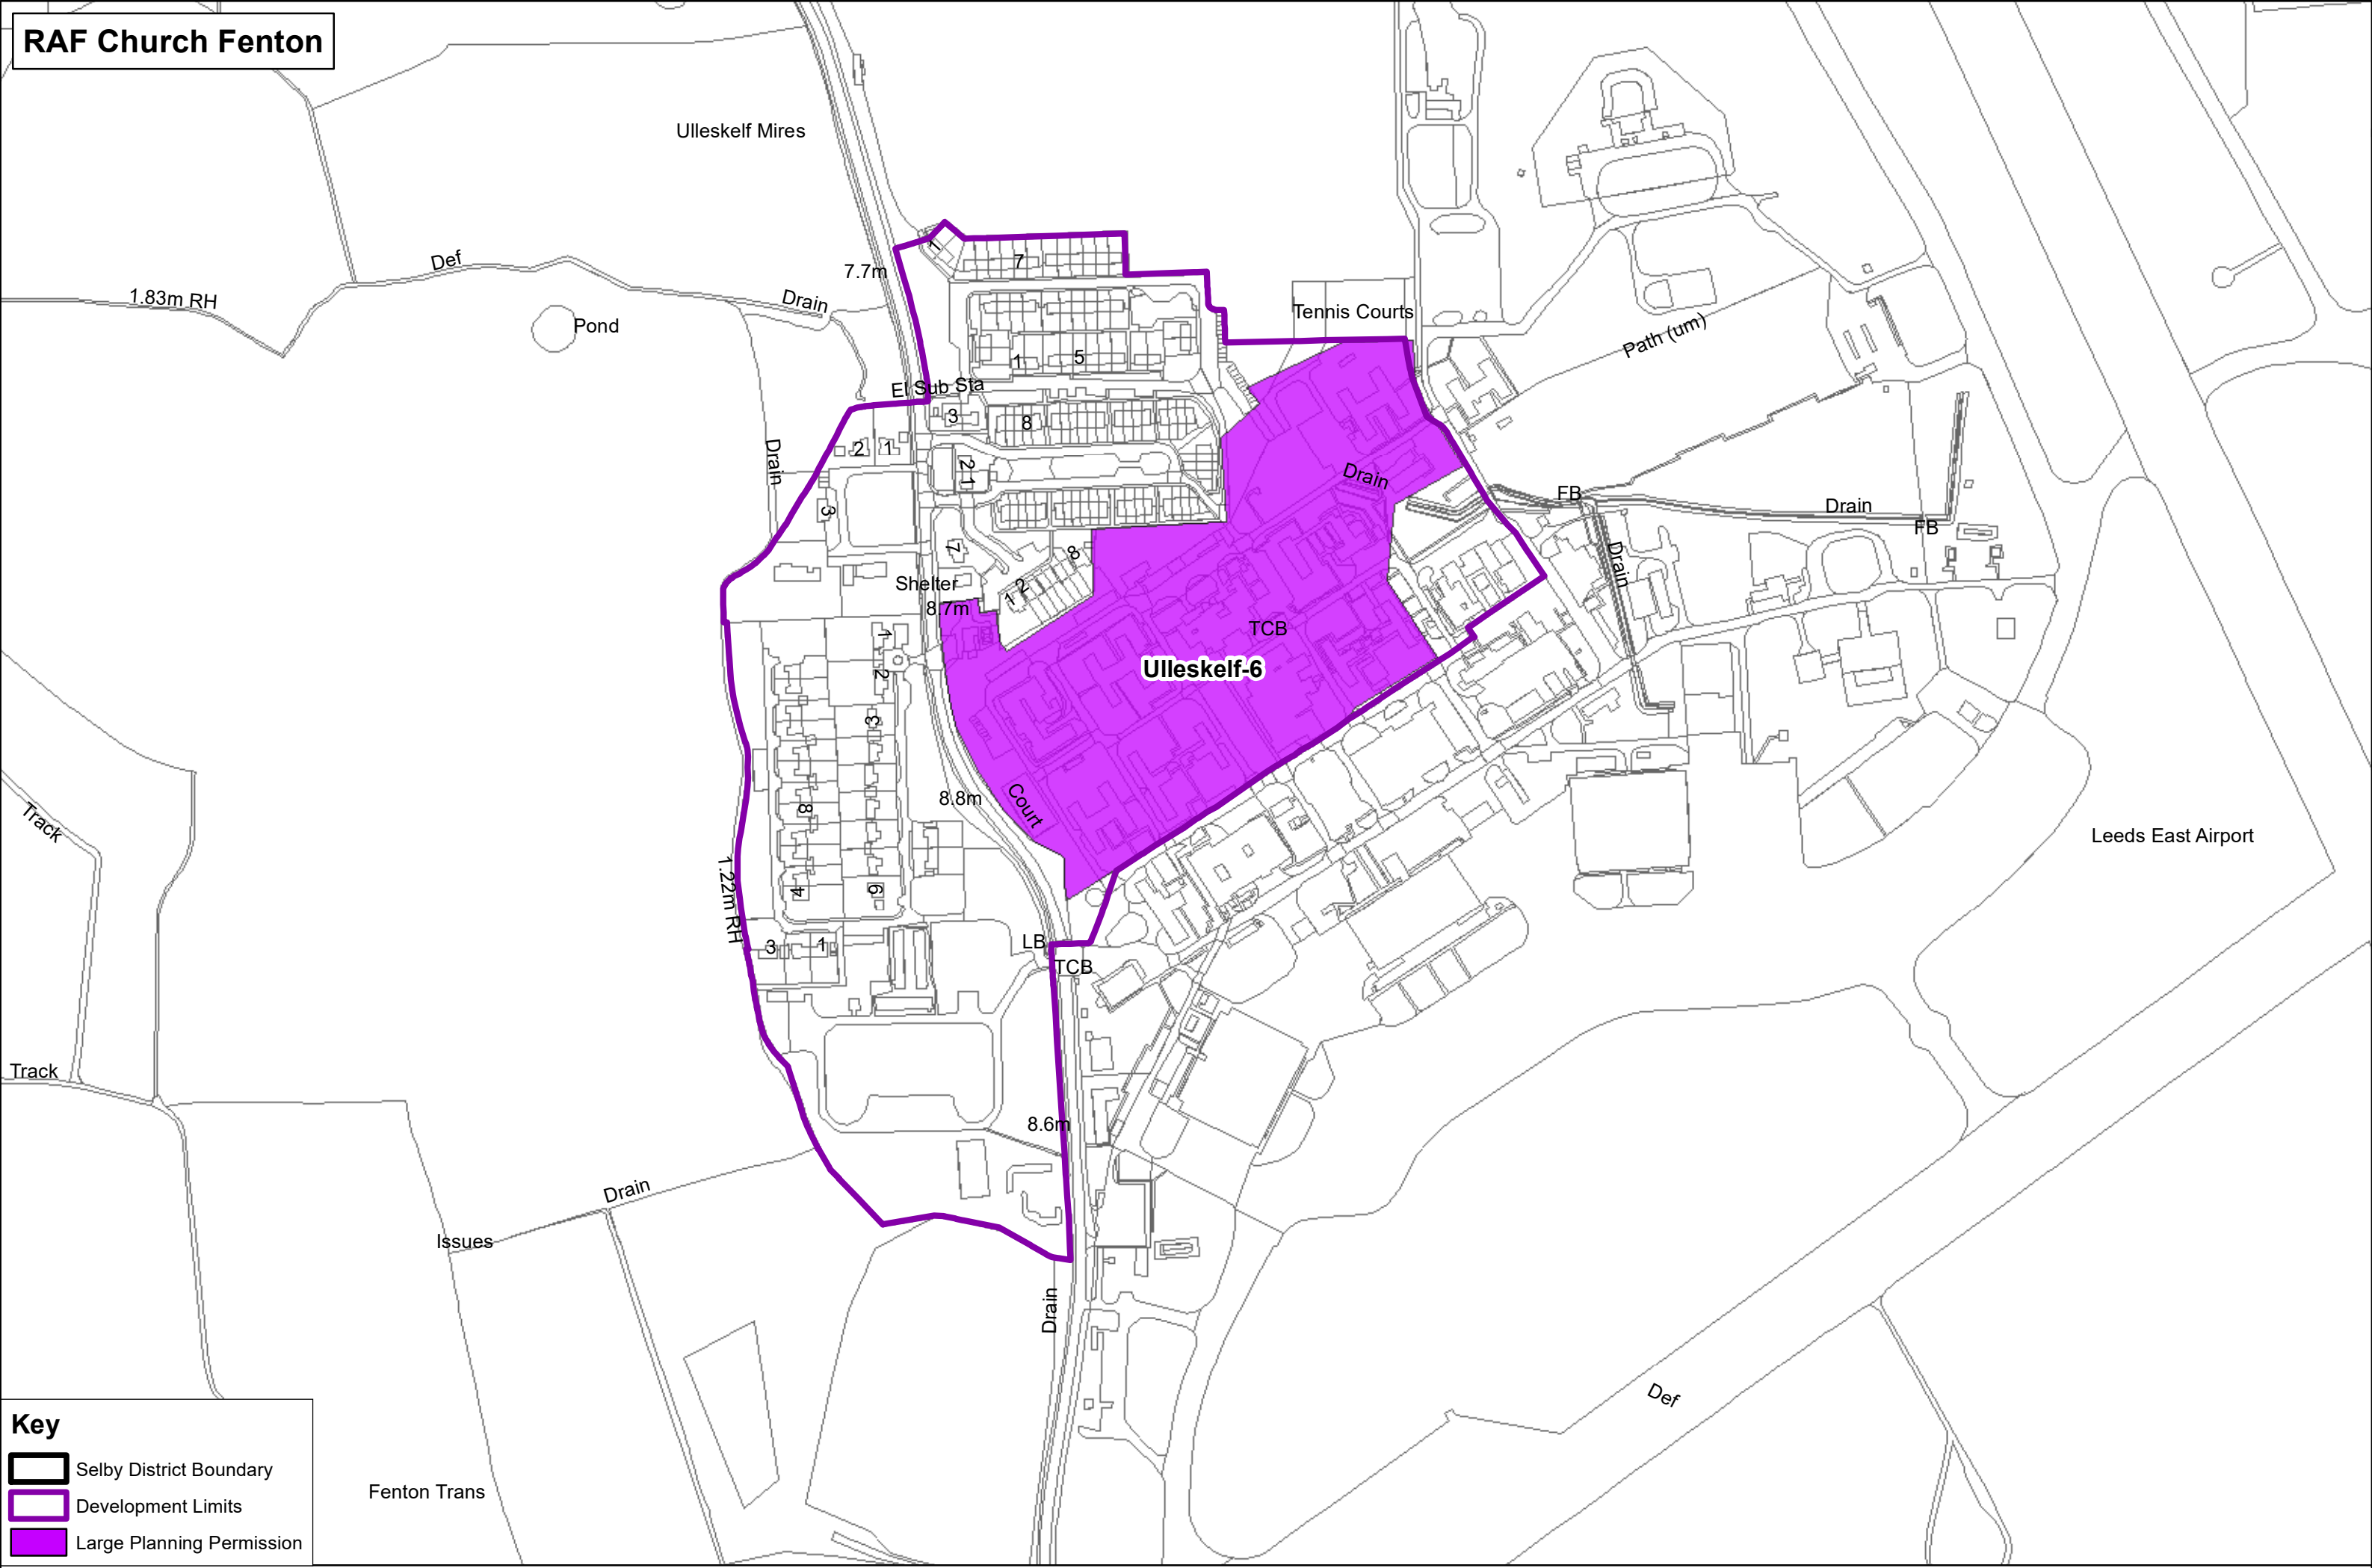 RAF Church Fenton
Ulleskelf Mires
Def
1.83m RH
7.7m
1
7
Drain
Pond
Tennis Courts
Path (um)
1
5
El Sub Sta
3
8
2
1
Drain
2
1
Drain
FB
Drain
FB
3
7
8
Drain
Shelter
8.7m
1
2
TCB
1
Ulleskelf-6
2
3
8
8.8m
Court
Track
Leeds East Airport
1.22m RH
4
6
3
1
LB
TCB
Track
8.6m
Drain
Issues
Drain
Def
Fenton Trans
Key
Selby District Boundary
Development Limits
Large Planning Permission